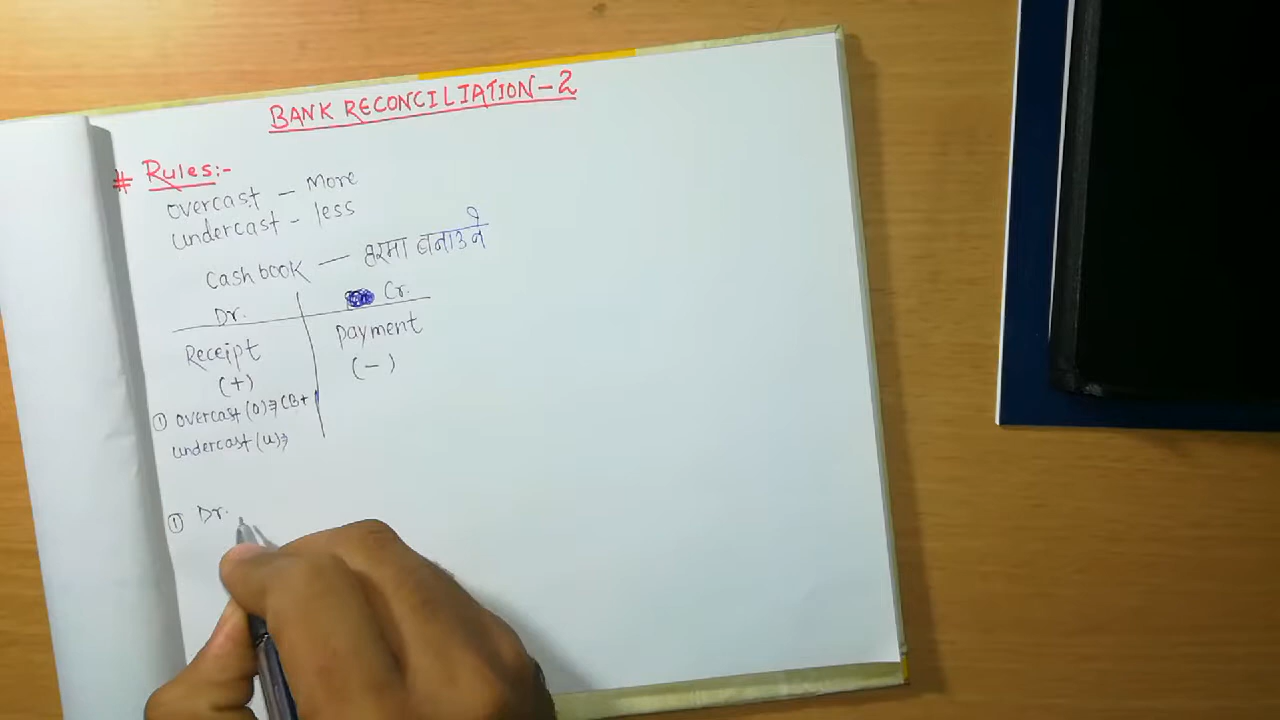 BANK RECONCILIATION-2
# Rules:-
overcast - More
undercast - less
Cash book — हरमा बनाउने
Dr. Cr.
Receipt Payment
(+) (-)
① overcast (o) ⇒ CB+
undercast (u) ⇒
① Dr.